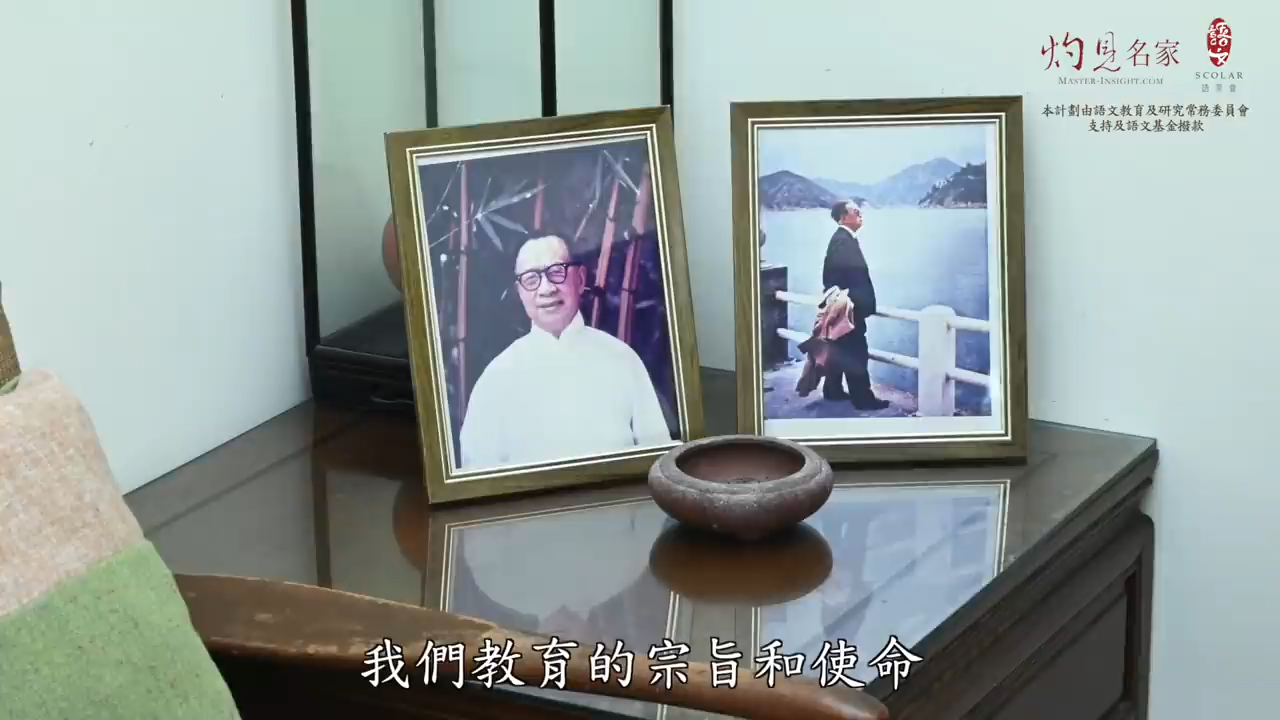 灼見名家
MASTER-INSIGHT.COM
語文
SCOLAR
語常會
本計劃由語文教育及研究常務委員會
支持及語文基金撥款
我們教育的宗旨和使命